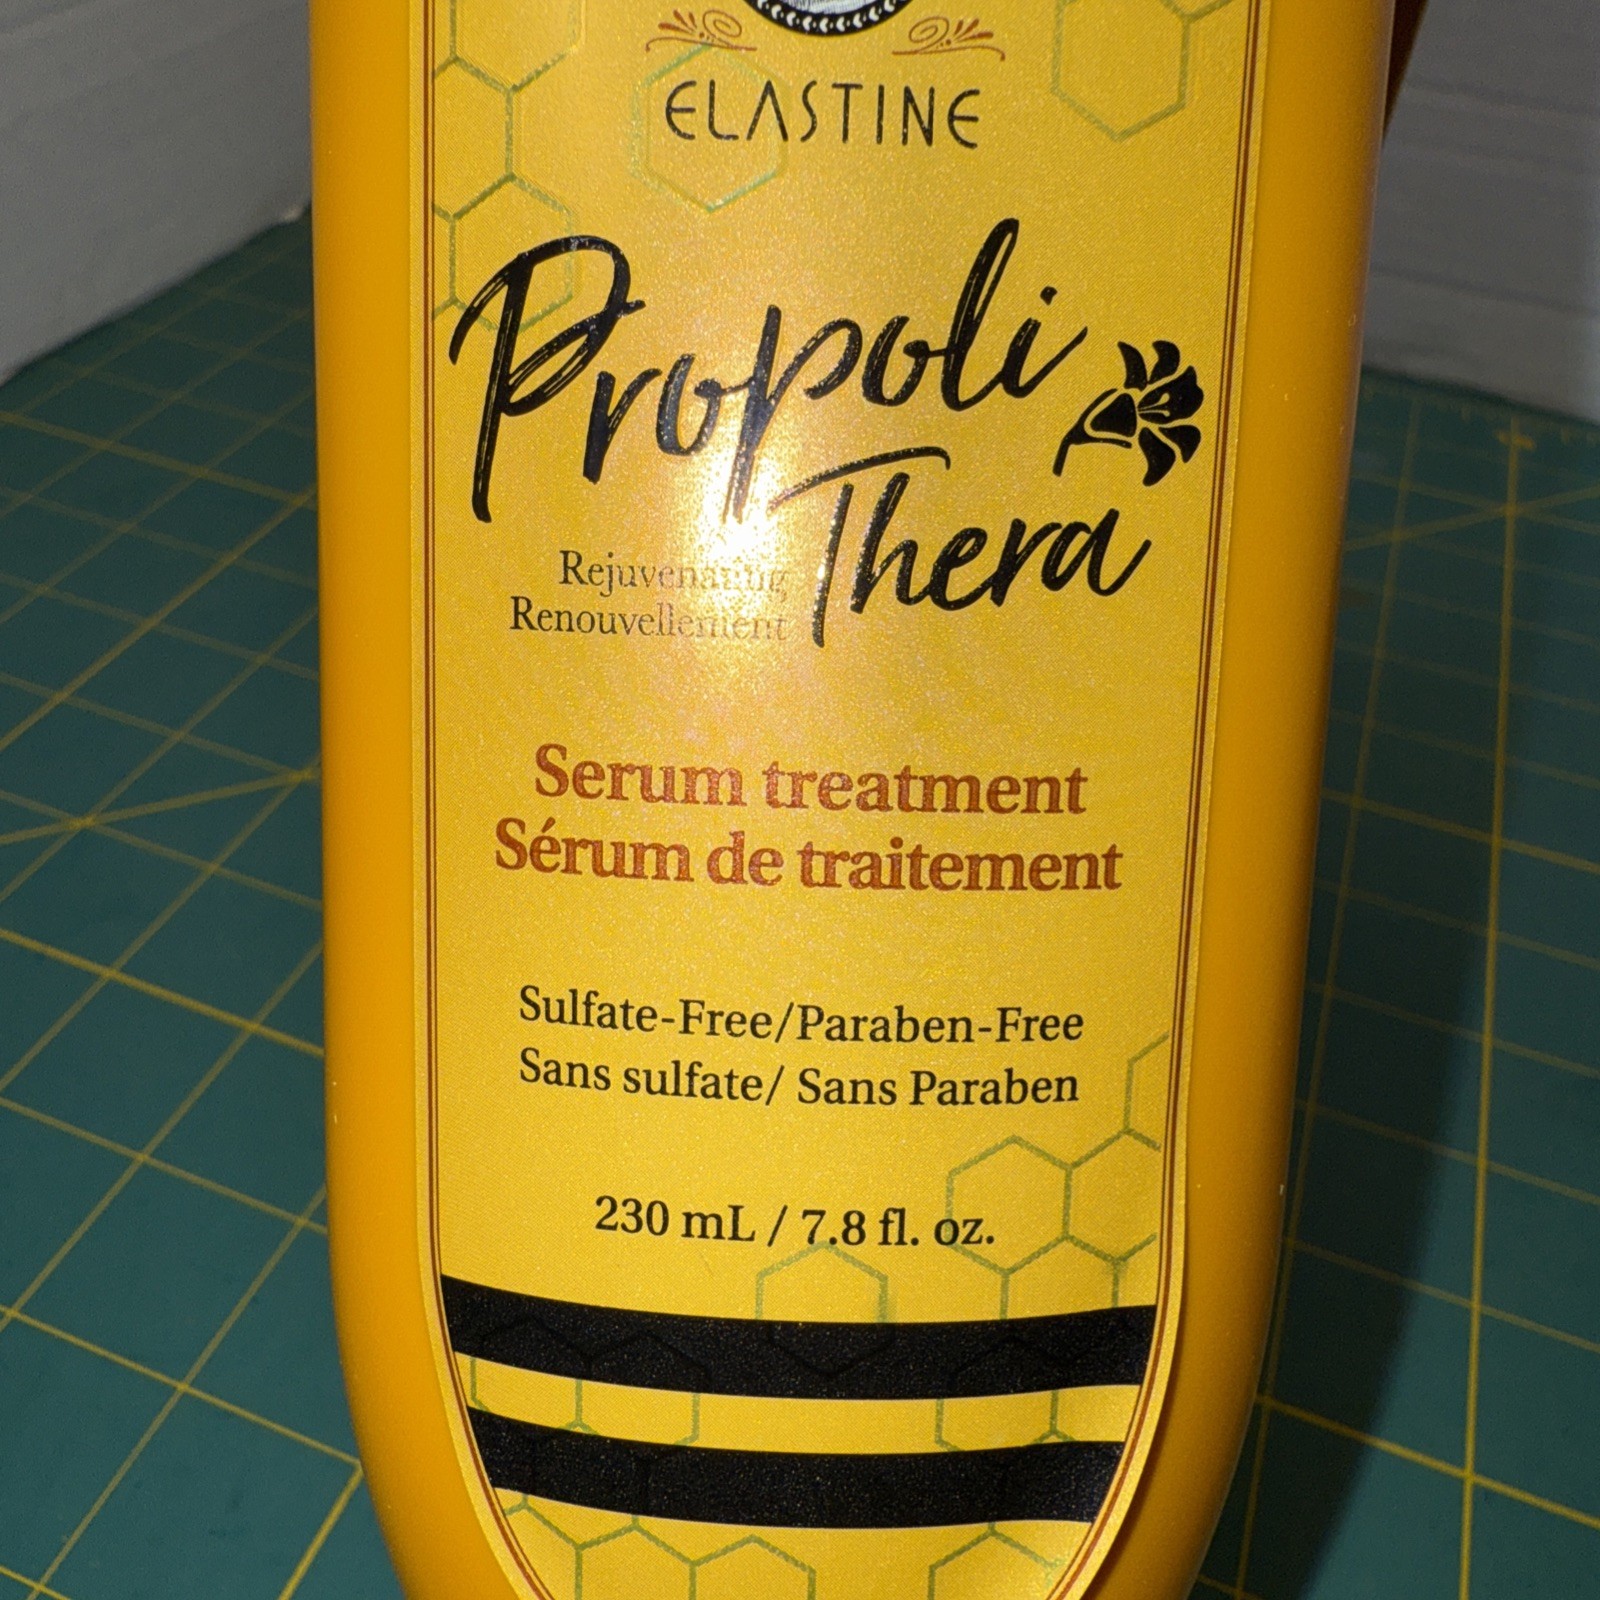 ELASTINE
Propoli
Thera
Rejuvenating
Renouvellement
Serum treatment
Sérum de traitement
Sulfate-Free/Paraben-Free
Sans sulfate/ Sans Paraben
230 mL / 7.8 fl. oz.